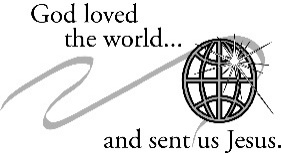 God loved
the world...
and sent us Jesus.